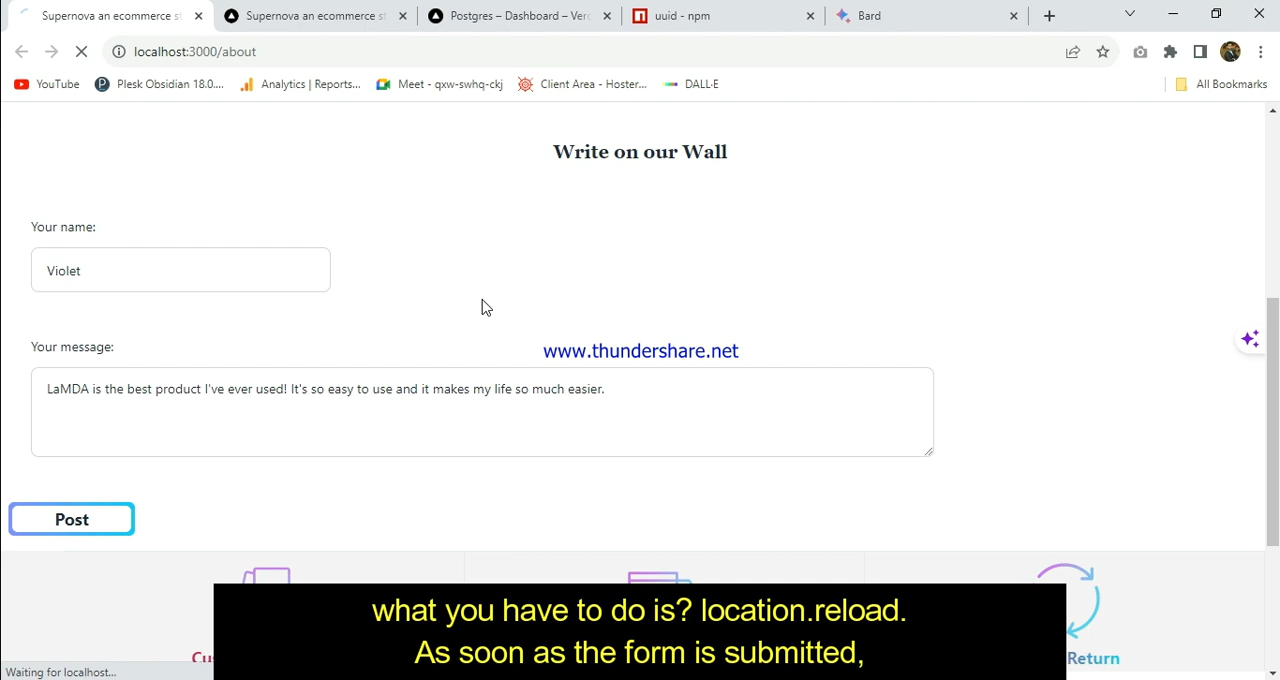 Supernova an ecommerce st
Supernova an ecommerce st
Postgres – Dashboard – Verc
uuid - npm
Bard
localhost:3000/about
YouTube
Plesk Obsidian 18.0....
Analytics | Reports...
Meet - qxw-swhq-ckj
Client Area - Hoster...
DALL·E
All Bookmarks
Write on our Wall
Your name:
Violet
Your message:
www.thundershare.net
LaMDA is the best product I've ever used! It's so easy to use and it makes my life so much easier.
Post
what you have to do is? location.reload.
As soon as the form is submitted,
Cu
Return
Waiting for localhost...